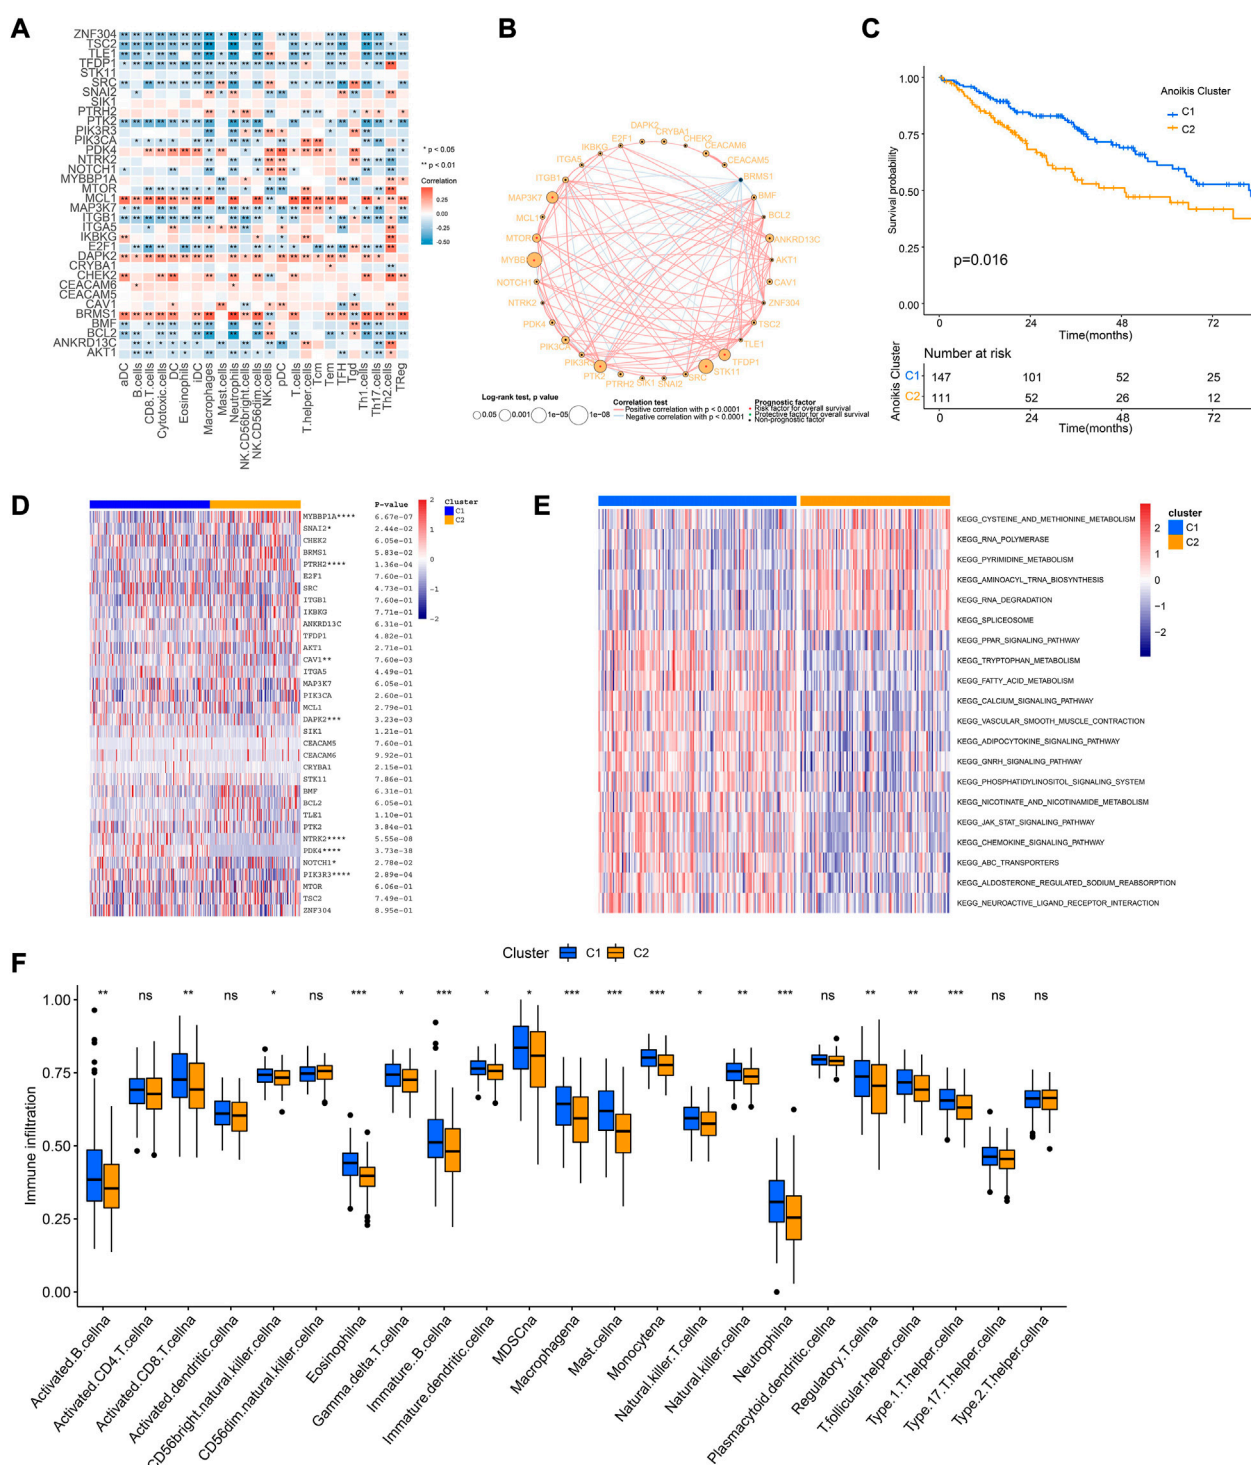 A
ZNF304
TSC2
TLE1
TFDP1
STK11
SRC
SNAI2
SIK1
PTRH2
PTK2
PIK3R3
PIK3CA
PDK4
NTRK2
NOTCH1
MYBBP1A
MTOR
MCL1
MAP3K7
ITGB1
ITGA5
IKBKG
E2F1
DAPK2
CRYBA1
CHEK2
CEACAM6
CEACAM5
CAV1
BRMS1
BMF
BCL2
ANKRD13C
AKT1
aDC
B.cells
CD8.T.cells
Cytotoxic.cells
DC
Eosinophils
iDC
Macrophages
Mast.cells
Neutrophils
NK.CD56bright.cells
NK.CD56dim.cells
NK.cells
pDC
T.cells
T.helper.cells
Tcm
Tem
TFH
Tgd
Th1.cells
Th17.cells
Th2.cells
TReg
* p < 0.05
** p < 0.01
Correlation
0.25
0.00
-0.25
-0.50
B
DAPK2
CRYBA1
CHEK2
CEACAM6
CEACAM5
BRMS1
BMF
BCL2
ANKRD13C
AKT1
CAV1
ZNF304
TSC2
TLE1
TFDP1
STK11
SRC
SNAI2
SIK1
PTRH2
PTK2
PIK3R3
PIK3CA
PDK4
NTRK2
NOTCH1
MTOR
MCL1
MAP3K7
ITGB1
ITGA5
IKBKG
E2F1
Log-rank test, p value
0.05 0.001 1e-05 1e-08
Correlation test
Positive correlation with p < 0.0001
Negative correlation with p < 0.0001
Prognostic factor
Risk factor for overall survival
Protective factor for overall survival
Non-prognostic factor
C
Survival probability
1.00
0.75
0.50
0.25
0.00
Anoikis Cluster
C1
C2
p=0.016
0 24 48 72
Time(months)
Number at risk
Anoikis Cluster
C1 147 101 52 25
C2 111 52 26 12
0 24 48 72
Time(months)
D
P-value
MYBBP1A**** 6.67e-07
SNAI2* 2.44e-02
CHEK2 6.05e-01
BRMS1 5.83e-02
PTRH2**** 1.36e-04
E2F1 7.60e-01
SRC 4.73e-01
ITGB1 7.60e-01
IKBKG 7.71e-01
ANKRD13C 6.31e-01
TFDP1 4.82e-01
AKT1 2.71e-01
CAV1** 7.60e-03
ITGA5 4.49e-01
MAP3K7 6.05e-01
PIK3CA 2.60e-01
MCL1 2.79e-01
DAPK2*** 3.23e-03
SIK1 1.21e-01
CEACAM5 7.60e-01
CEACAM6 9.92e-01
CRYBA1 2.15e-01
STK11 7.86e-01
BMF 6.31e-01
BCL2 6.05e-01
TLE1 1.10e-01
PTK2 3.84e-01
NTRK2**** 5.55e-08
PDK4**** 3.73e-38
NOTCH1* 2.78e-02
PIK3R3**** 2.89e-04
MTOR 6.06e-01
TSC2 7.49e-01
ZNF304 8.95e-01
2
1
0
−1
−2
Cluster
C1
C2
E
KEGG_CYSTEINE_AND_METHIONINE_METABOLISM
KEGG_RNA_POLYMERASE
KEGG_PYRIMIDINE_METABOLISM
KEGG_AMINOACYL_TRNA_BIOSYNTHESIS
KEGG_RNA_DEGRADATION
KEGG_SPLICEOSOME
KEGG_PPAR_SIGNALING_PATHWAY
KEGG_TRYPTOPHAN_METABOLISM
KEGG_FATTY_ACID_METABOLISM
KEGG_CALCIUM_SIGNALING_PATHWAY
KEGG_VASCULAR_SMOOTH_MUSCLE_CONTRACTION
KEGG_ADIPOCYTOKINE_SIGNALING_PATHWAY
KEGG_GNRH_SIGNALING_PATHWAY
KEGG_PHOSPHATIDYLINOSITOL_SIGNALING_SYSTEM
KEGG_NICOTINATE_AND_NICOTINAMIDE_METABOLISM
KEGG_JAK_STAT_SIGNALING_PATHWAY
KEGG_CHEMOKINE_SIGNALING_PATHWAY
KEGG_ABC_TRANSPORTERS
KEGG_ALDOSTERONE_REGULATED_SODIUM_REABSORPTION
KEGG_NEUROACTIVE_LIGAND_RECEPTOR_INTERACTION
2
1
0
−1
−2
cluster
C1
C2
F
Cluster C1 C2
Immune infiltration
1.00
0.75
0.50
0.25
0.00
** ns ** ns * ns *** * *** * * *** *** *** * ** *** ns ** ** *** ns ns
Activated.B.cellna
Activated.CD4.T.cellna
Activated.CD8.T.cellna
Activated.dendritic.cellna
CD56bright.natural.killer.cellna
CD56dim.natural.killer.cellna
Eosinophilna
Gamma.delta.T.cellna
Immature..B.cellna
Immature.dendritic.cellna
MDSCna
Macrophagena
Mast.cellna
Monocytena
Natural.killer.T.cellna
Natural.killer.cellna
Neutrophilna
Plasmacytoid.dendritic.cellna
Regulatory.T.cellna
T.follicular.helper.cellna
Type.1.T.helper.cellna
Type.17.T.helper.cellna
Type.2.T.helper.cellna